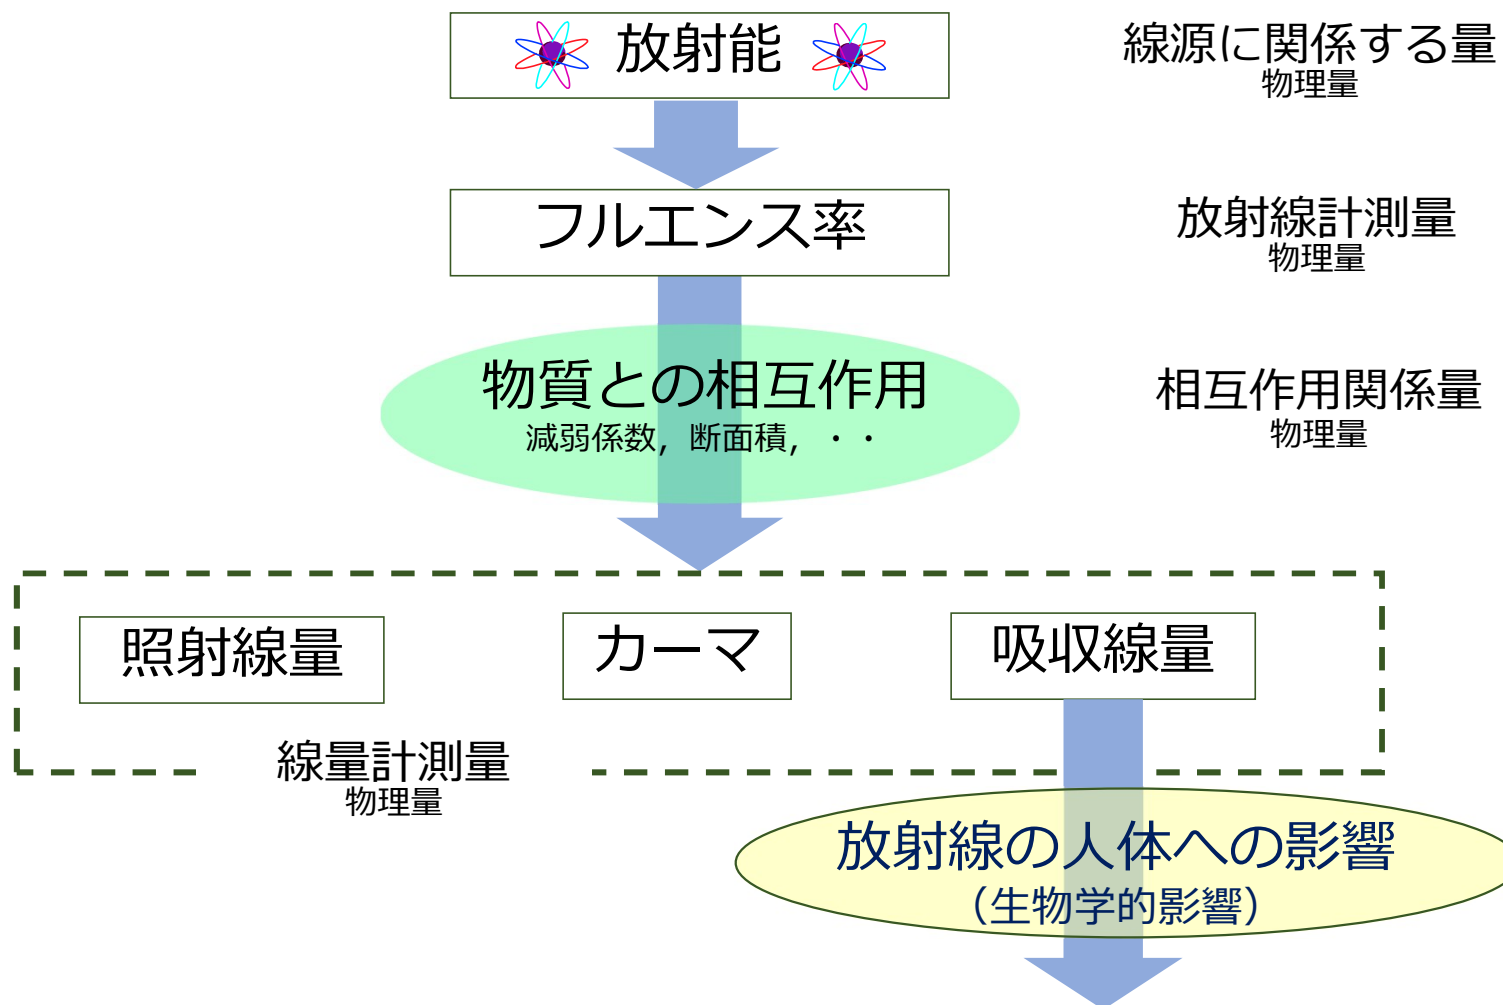 放射能
線源に関係する量
物理量
フルエンス率
放射線計測量
物理量
物質との相互作用
減弱係数，断面積，・・
相互作用関係量
物理量
照射線量
カーマ
吸収線量
線量計測量
物理量
放射線の人体への影響
（生物学的影響）